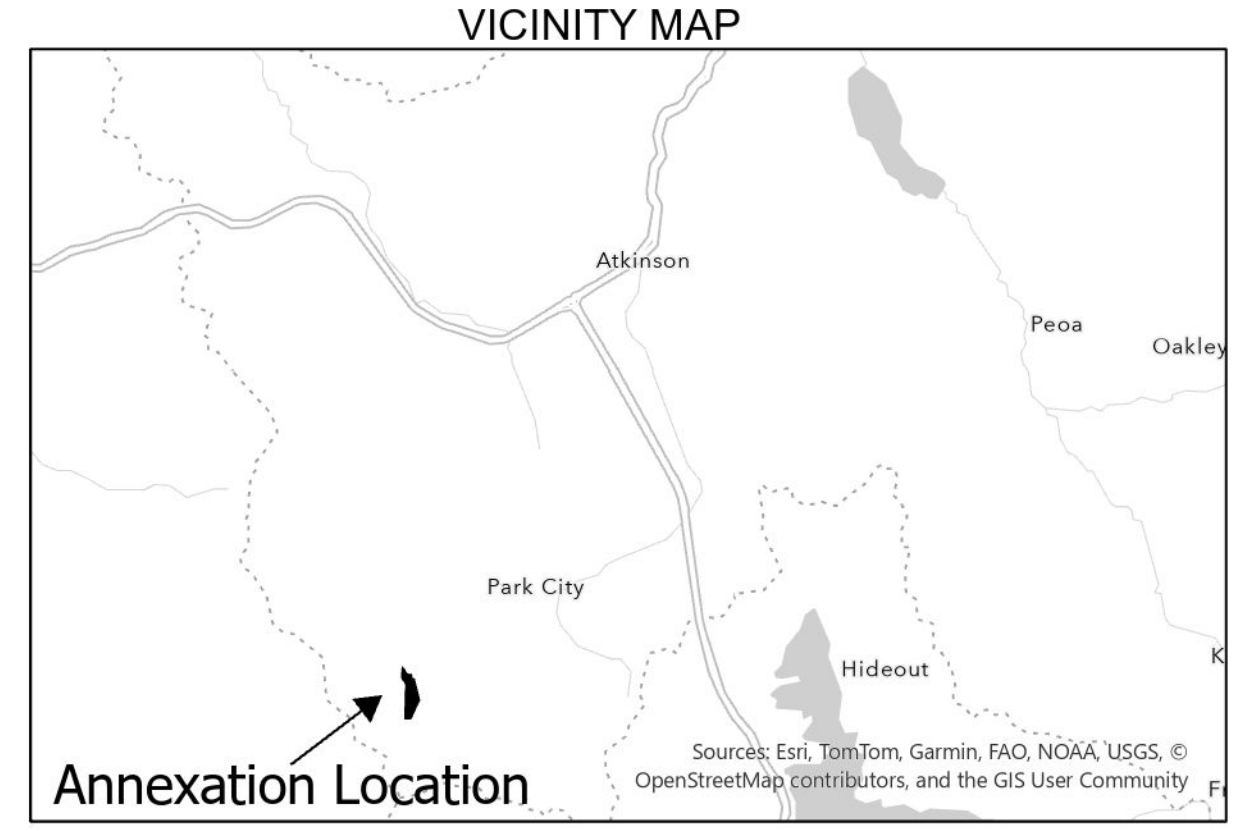 VICINITY MAP
Atkinson
Peoa
Oakley
Park City
K
Hideout
Annexation Location
Sources: Esri, TomTom, Garmin, FAO, NOAA, USGS, ©
OpenStreetMap contributors, and the GIS User Community